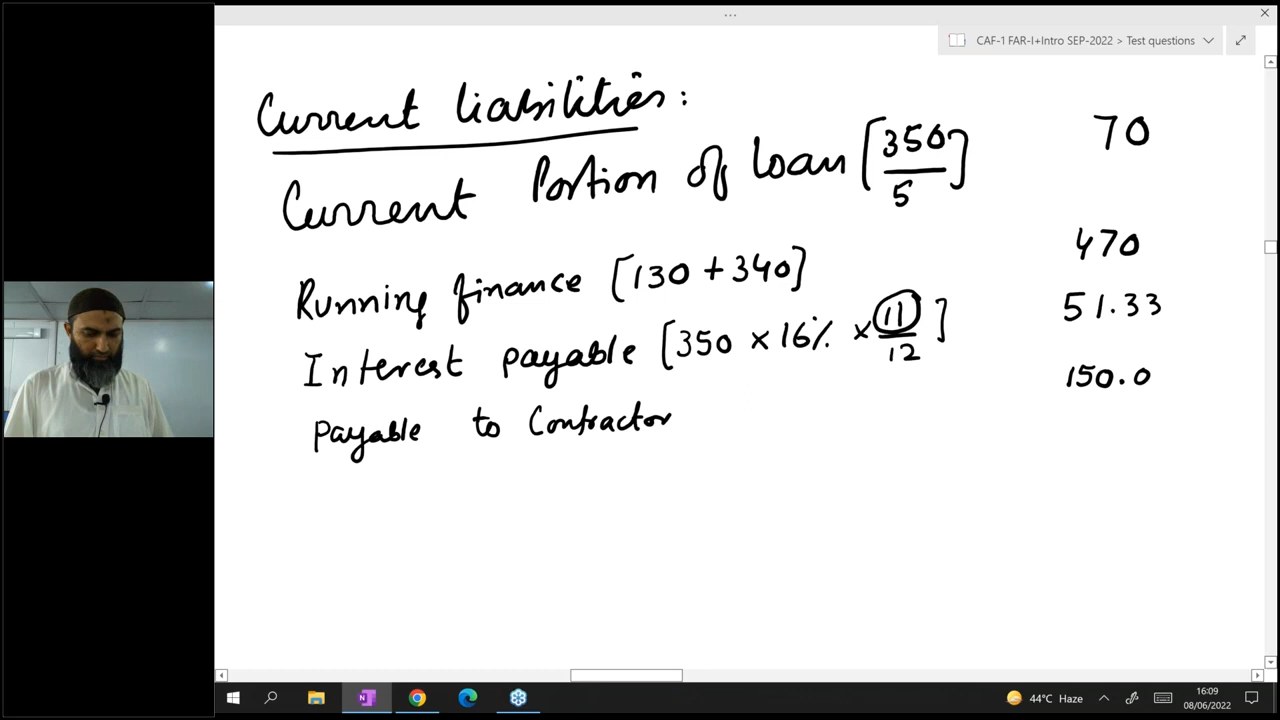 CAF-1 FAR-I+Intro SEP-2022 > Test questions
Current liabilities:
Current Portion of loan [350/5] 70
Running finance [130 + 340] 470
Interest payable [350 × 16% × 11/12] 51.33
Payable to Contractor 150.0
44°C Haze
16:09
08/06/2022